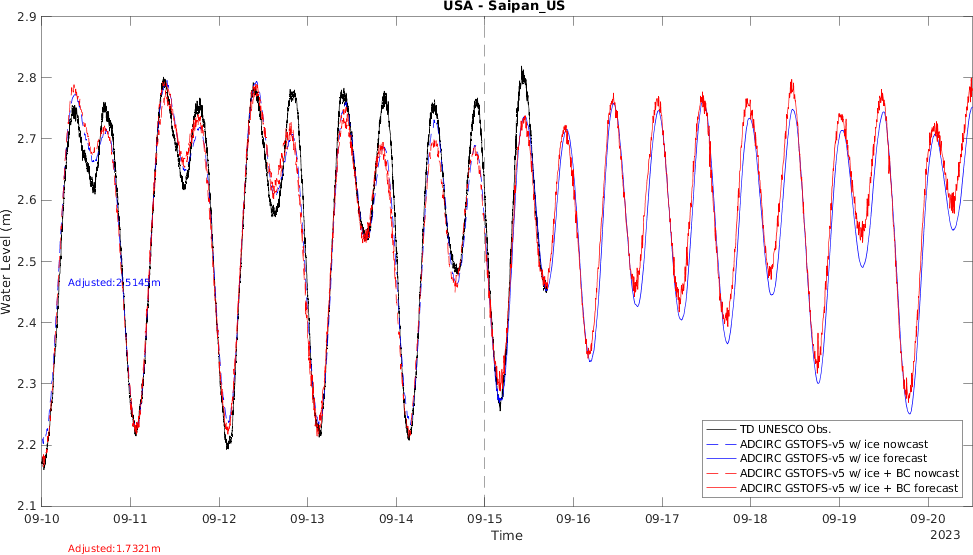 USA - Saipan_US
2.9
2.8
2.7
2.6
2.5
2.4
2.3
2.2
2.1
Water Level (m)
Adjusted:2.5145m
TD UNESCO Obs.
ADCIRC GSTOFS-v5 w/ ice nowcast
ADCIRC GSTOFS-v5 w/ ice forecast
ADCIRC GSTOFS-v5 w/ ice + BC nowcast
ADCIRC GSTOFS-v5 w/ ice + BC forecast
09-10 09-11 09-12 09-13 09-14 09-15 09-16 09-17 09-18 09-19 09-20
Time
2023
Adjusted:1.7321m